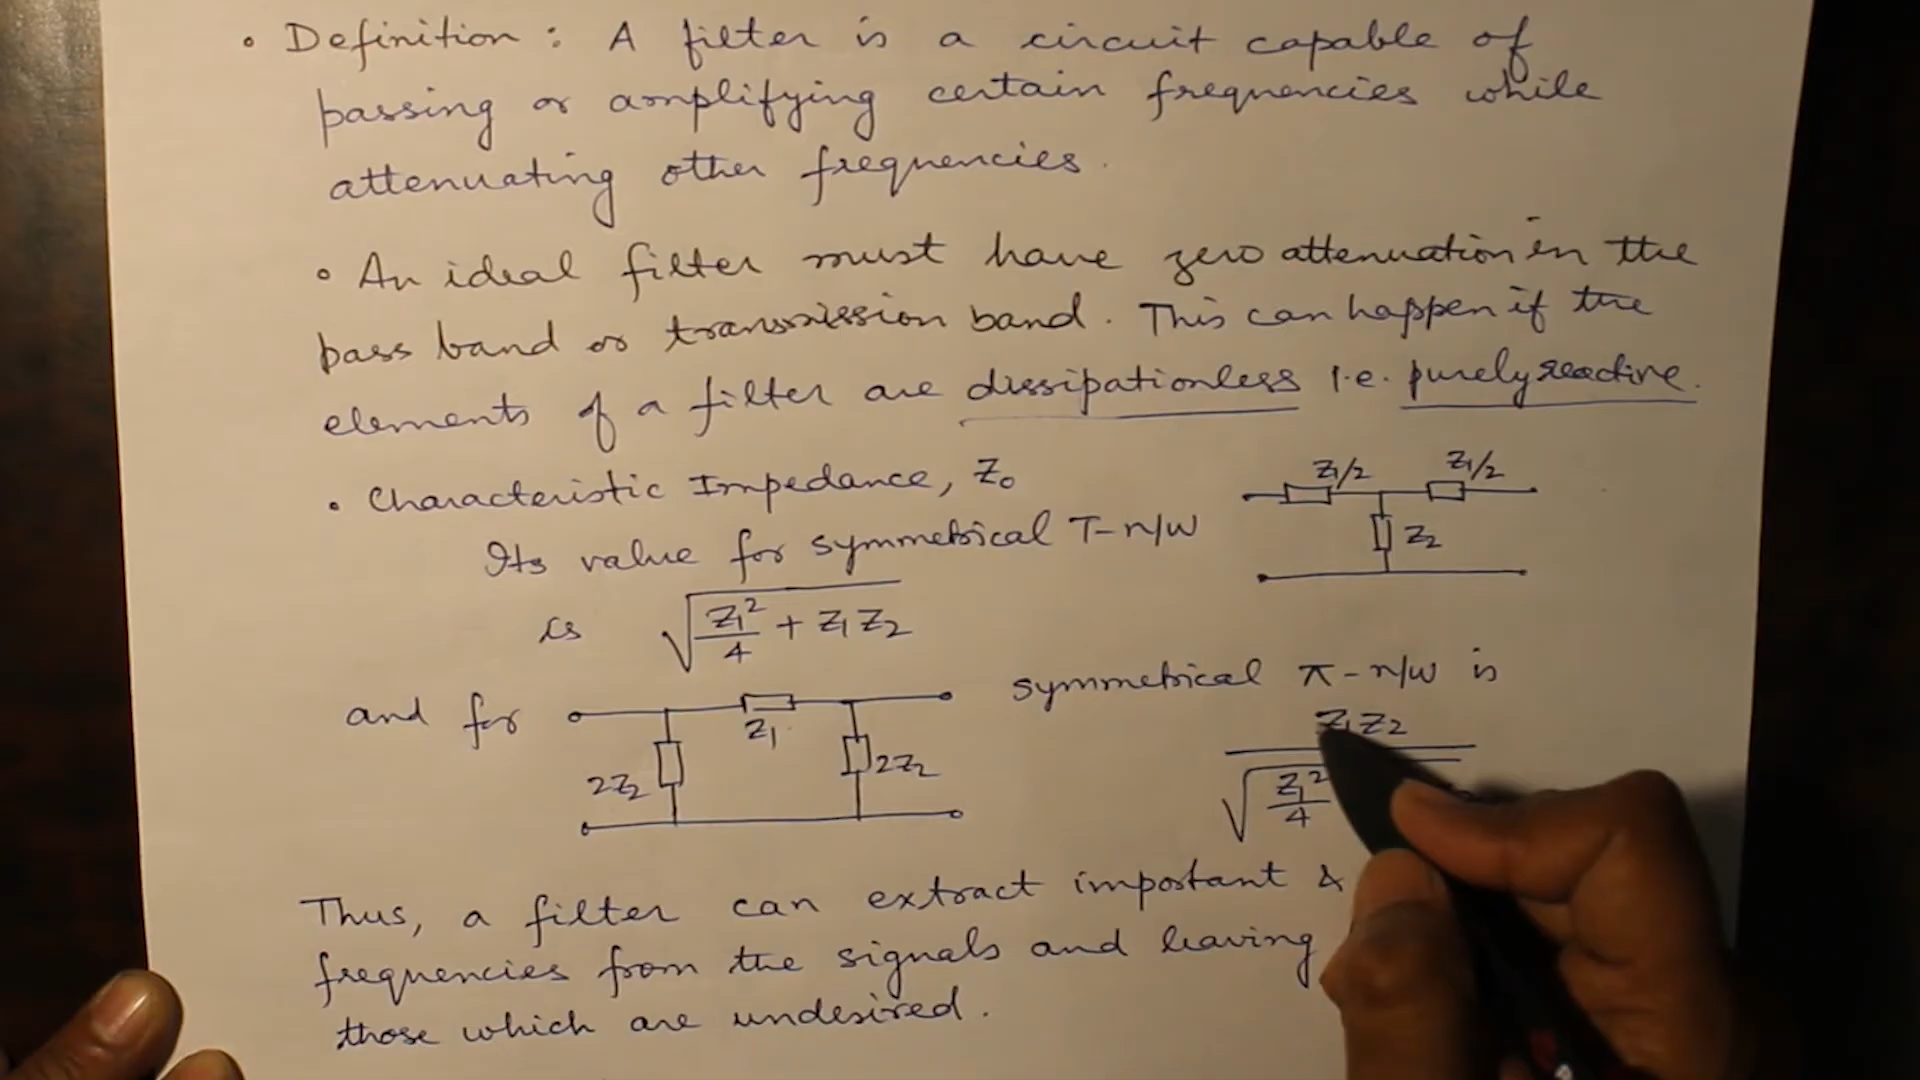 • Definition : A filter is a circuit capable of
passing or amplifying certain frequencies while
attenuating other frequencies.
• An ideal filter must have zero attenuation in the
pass band or transmission band. This can happen if the
elements of a filter are dissipationless i.e. purely reactive.
• Characteristic Impedance, Z₀
Z₁/2 Z₁/2
Z₂
Its value for symmetrical T-n/w
is √(Z₁²/4 + Z₁Z₂)
and for
Z₁
2Z₂ 2Z₂
symmetrical π-n/w is
Z₁Z₂
√ Z₁²/4
Thus, a filter can extract important &
frequencies from the signals and leaving
those which are undesired.